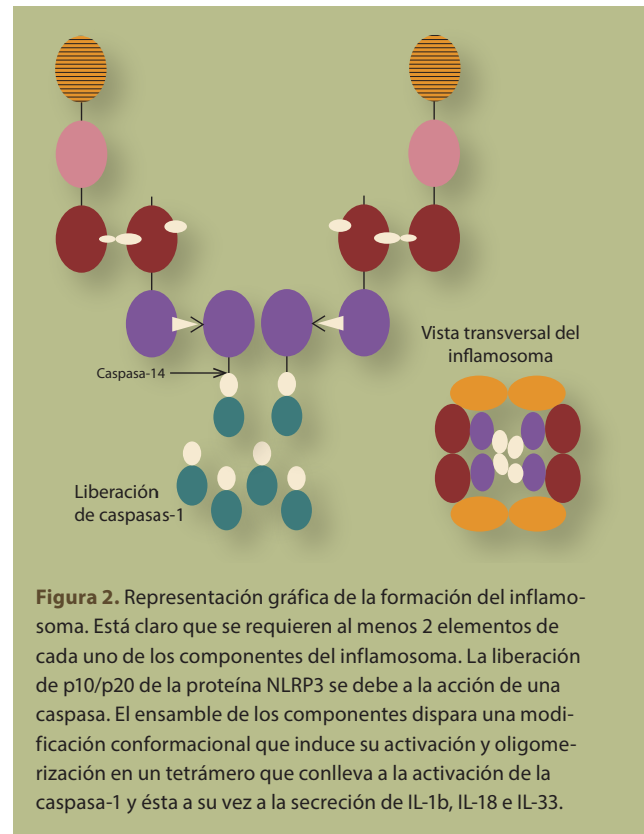 Vista transversal del
inflamosoma
Caspasa-14
Liberación
de caspasas-1
Figura 2. Representación gráfica de la formación del inflamo-
soma. Está claro que se requieren al menos 2 elementos de
cada uno de los componentes del inflamosoma. La liberación
de p10/p20 de la proteína NLRP3 se debe a la acción de una
caspasa. El ensamble de los componentes dispara una modi-
ficación conformacional que induce su activación y oligome-
rización en un tetrámero que conlleva a la activación de la
caspasa-1 y ésta a su vez a la secreción de IL-1b, IL-18 e IL-33.